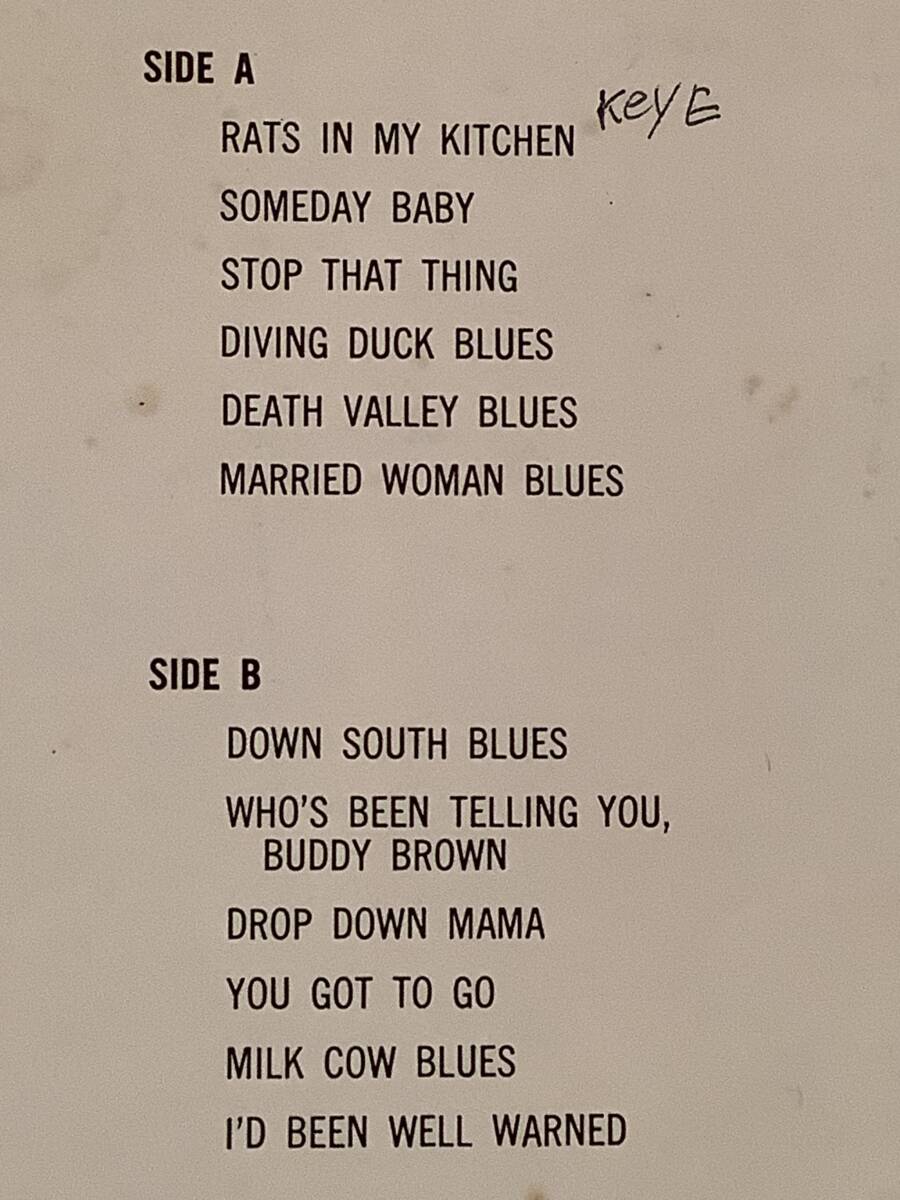 SIDE A
RATS IN MY KITCHEN Key E
SOMEDAY BABY
STOP THAT THING
DIVING DUCK BLUES
DEATH VALLEY BLUES
MARRIED WOMAN BLUES
SIDE B
DOWN SOUTH BLUES
WHO'S BEEN TELLING YOU,
BUDDY BROWN
DROP DOWN MAMA
YOU GOT TO GO
MILK COW BLUES
I'D BEEN WELL WARNED